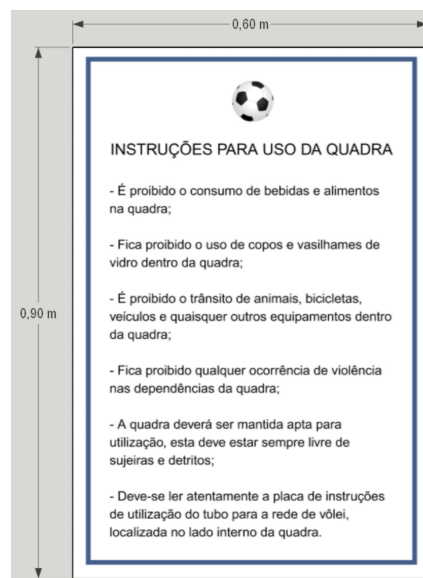 0,60 m
0,90 m
INSTRUÇÕES PARA USO DA QUADRA
- É proibido o consumo de bebidas e alimentos
na quadra;
- Fica proibido o uso de copos e vasilhames de
vidro dentro da quadra;
- É proibido o trânsito de animais, bicicletas,
veículos e quaisquer outros equipamentos dentro
da quadra;
- Fica proibido qualquer ocorrência de violência
nas dependências da quadra;
- A quadra deverá ser mantida apta para
utilização, esta deve estar sempre livre de
sujeiras e detritos;
- Deve-se ler atentamente a placa de instruções
de utilização do tubo para a rede de vôlei,
localizada no lado interno da quadra.